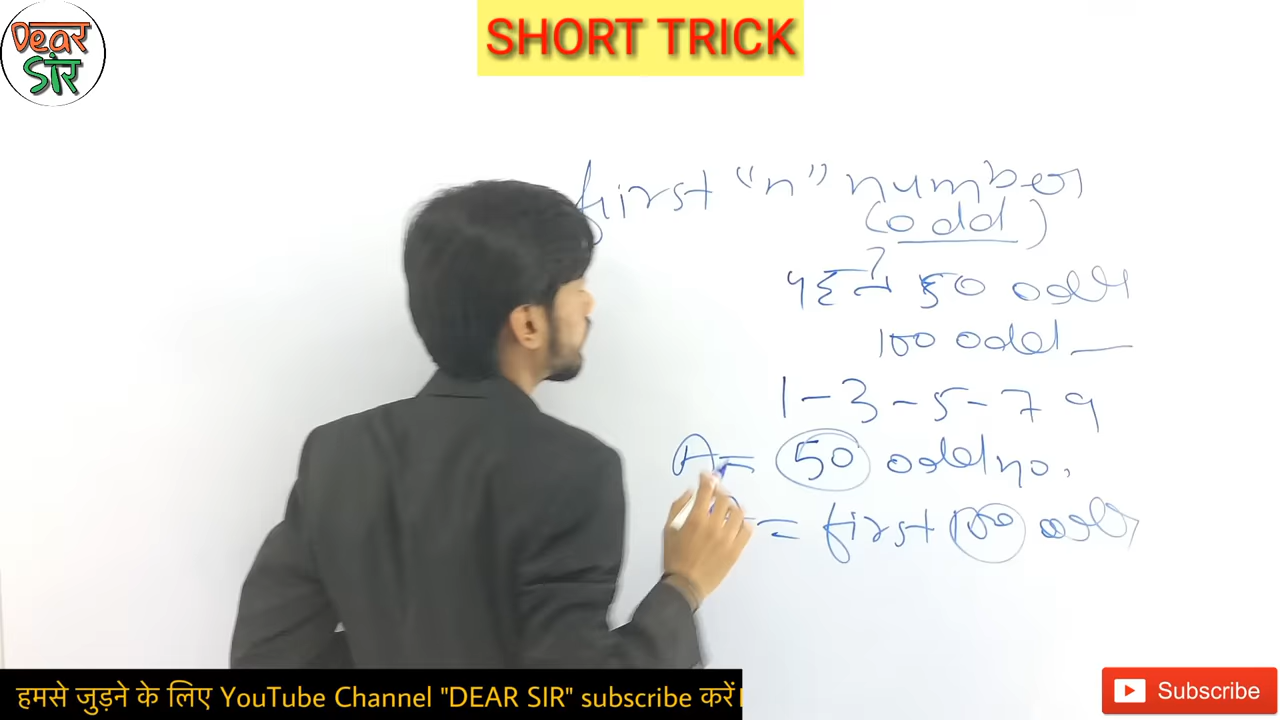 Dear
सर
SHORT TRICK
first "n" number
(odd)
50 odd
100 odd —
1 - 3 - 5 - 7 9
A = 50 odd no.
= first 100 odd
हमसे जुड़ने के लिए YouTube Channel "DEAR SIR" subscribe करें।
Subscribe